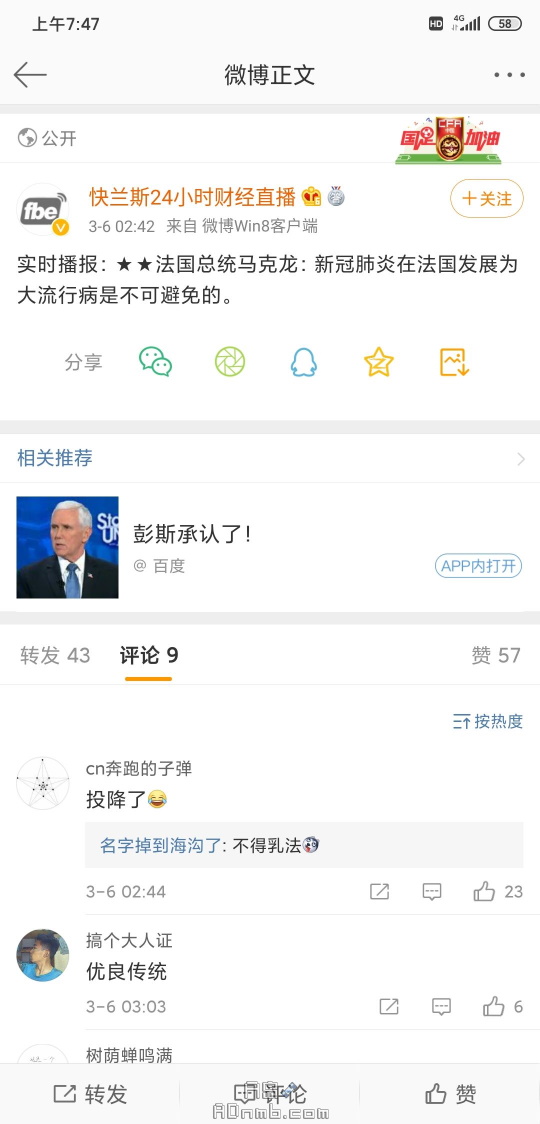 上午7:47
HD 4G 58
微博正文
公开
国足 CFA 加油
快兰斯24小时财经直播
fbe
V
+关注
3-6 02:42 来自 微博Win8客户端
实时播报：★★法国总统马克龙：新冠肺炎在法国发展为
大流行病是不可避免的。
分享
相关推荐
彭斯承认了！
@ 百度
APP内打开
转发 43 评论 9 赞 57
按热度
cn奔跑的子弹
投降了
名字掉到海沟了: 不得乳法
3-6 02:44 23
搞个大人证
优良传统
3-6 03:03 6
树荫蝉鸣满
转发 评论 赞
ADnmb.com